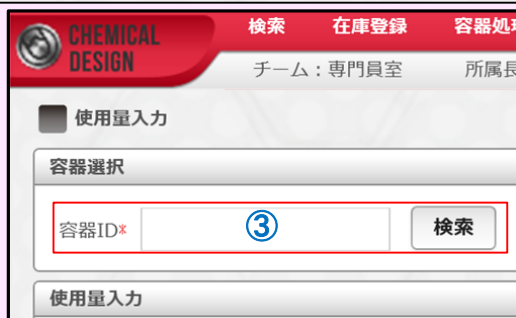 CHEMICAL
DESIGN
検索 在庫登録 容器処理
チーム：専門員室 所属長
使用量入力
容器選択
容器ID* ③ 検索
使用量入力